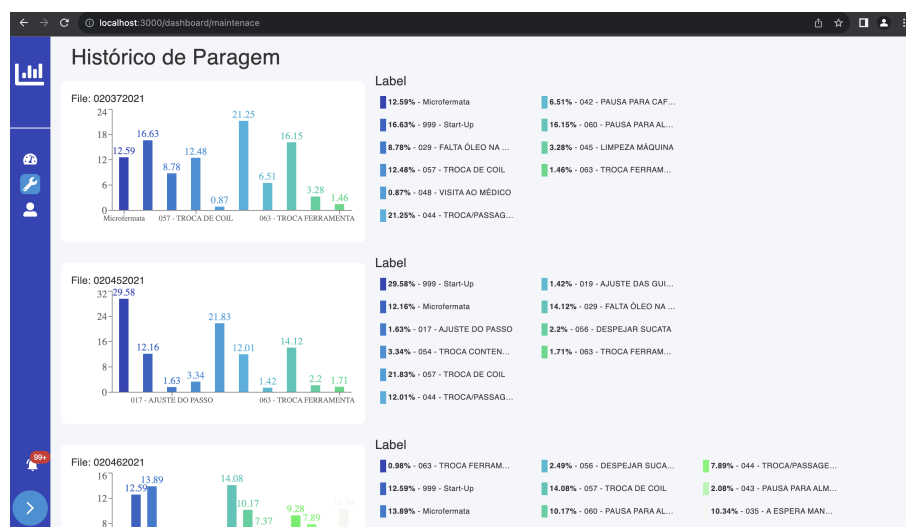 localhost:3000/dashboard/maintenace
Histórico de Paragem
File: 020372021
24
18
12
6
0
12.59
16.63
8.78
12.48
0.87
21.25
6.51
16.15
3.28
1.46
Microfermata
057 - TROCA DE COIL
063 - TROCA FERRAMENTA
Label
12.59% - Microfermata
16.63% - 999 - Start-Up
8.78% - 029 - FALTA ÓLEO NA ...
12.48% - 057 - TROCA DE COIL
0.87% - 048 - VISITA AO MÉDICO
21.25% - 044 - TROCA/PASSAG...
6.51% - 042 - PAUSA PARA CAF...
16.15% - 060 - PAUSA PARA AL...
3.28% - 045 - LIMPEZA MÀQUINA
1.46% - 063 - TROCA FERRAM...
File: 020452021
32
24
16
8
0
29.58
12.16
1.63
3.34
21.83
12.01
1.42
14.12
2.2
1.71
017 - AJUSTE DO PASSO
063 - TROCA FERRAMENTA
Label
29.58% - 999 - Start-Up
12.16% - Microfermata
1.63% - 017 - AJUSTE DO PASSO
3.34% - 054 - TROCA CONTEN...
21.83% - 057 - TROCA DE COIL
12.01% - 044 - TROCA/PASSAG...
1.42% - 019 - AJUSTE DAS GUI...
14.12% - 029 - FALTA ÓLEO NA ...
2.2% - 056 - DESPEJAR SUCATA
1.71% - 063 - TROCA FERRAM...
99+
File: 020462021
16
12
8
12.59
13.89
14.08
10.17
7.37
9.28
7.89
10.34
Label
0.98% - 063 - TROCA FERRAM...
12.59% - 999 - Start-Up
13.89% - Microfermata
2.49% - 056 - DESPEJAR SUCA...
14.08% - 057 - TROCA DE COIL
10.17% - 060 - PAUSA PARA AL...
7.89% - 044 - TROCA/PASSAGE...
2.08% - 043 - PAUSA PARA ALM...
10.34% - 035 - A ESPERA MAN...